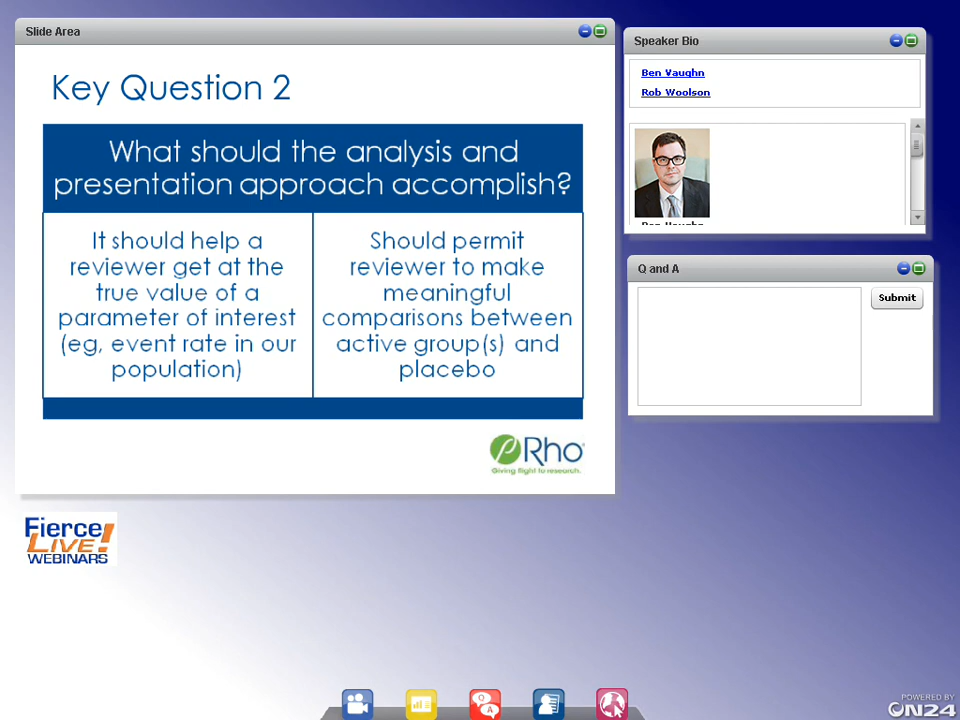 Slide Area
Key Question 2
What should the analysis and
presentation approach accomplish?
It should help a
reviewer get at the
true value of a
parameter of interest
(eg, event rate in our
population)
Should permit
reviewer to make
meaningful
comparisons between
active group(s) and
placebo
Rho
Giving flight to research.
Speaker Bio
Ben Vaughn
Rob Woolson
Ben Vaughn
Q and A
Submit
Fierce
LIVE!
WEBINARS
Q
A
POWERED BY
ON24